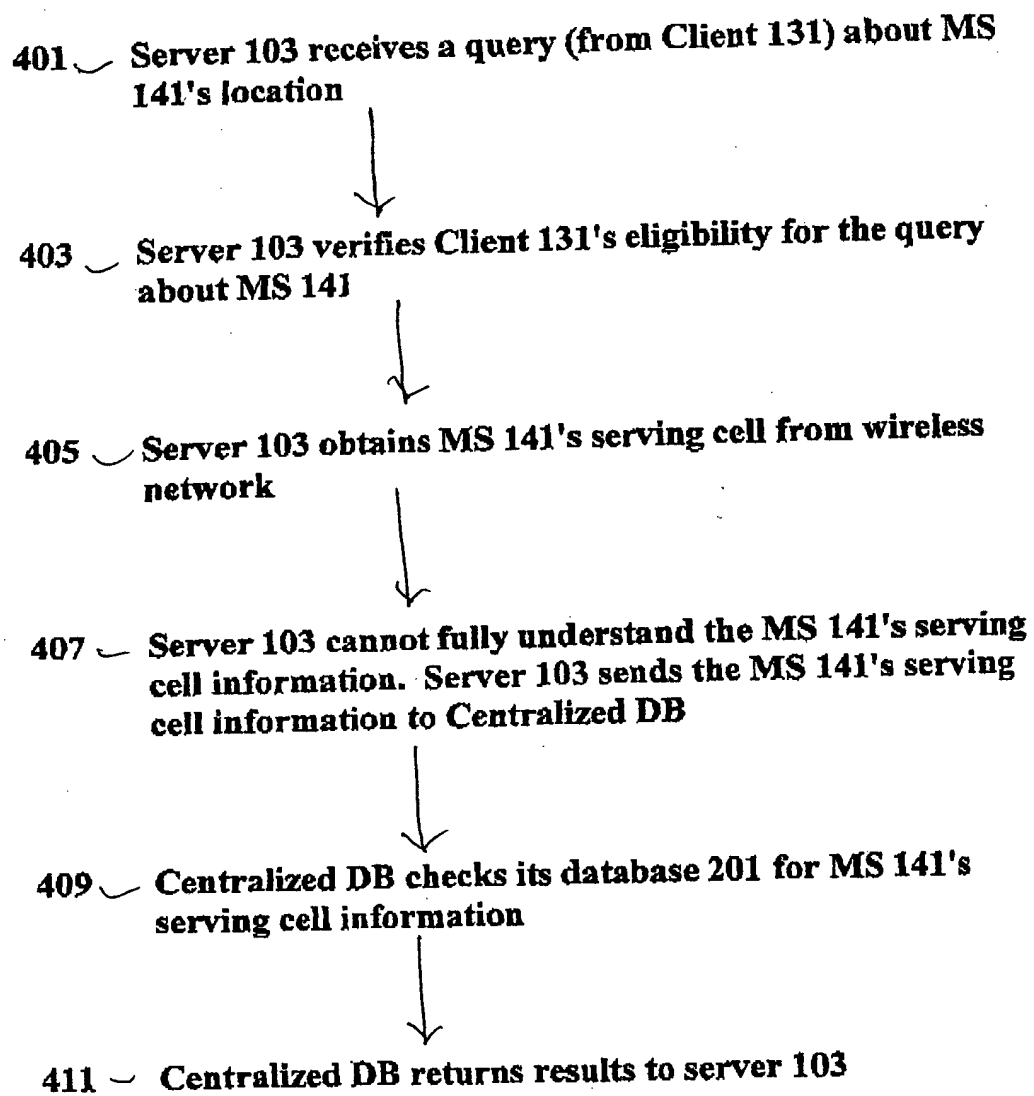 401 Server 103 receives a query (from Client 131) about MS
141's location
403 Server 103 verifies Client 131's eligibility for the query
about MS 141
405 Server 103 obtains MS 141's serving cell from wireless
network
407 Server 103 cannot fully understand the MS 141's serving
cell information. Server 103 sends the MS 141's serving
cell information to Centralized DB
409 Centralized DB checks its database 201 for MS 141's
serving cell information
411 Centralized DB returns results to server 103